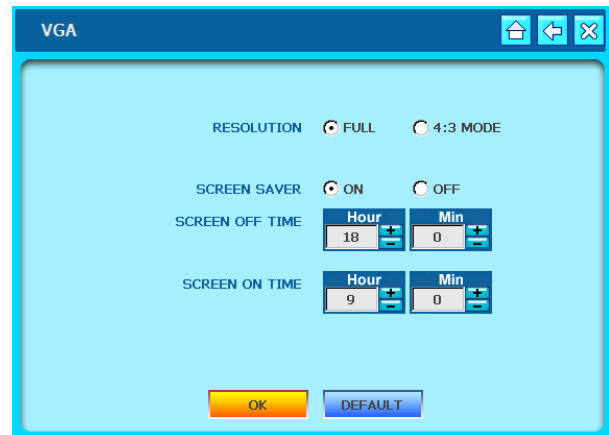 VGA
RESOLUTION FULL 4:3 MODE
SCREEN SAVER ON OFF
Hour Min
SCREEN OFF TIME 18 + - 0 + -
Hour Min
SCREEN ON TIME 9 + - 0 + -
OK DEFAULT